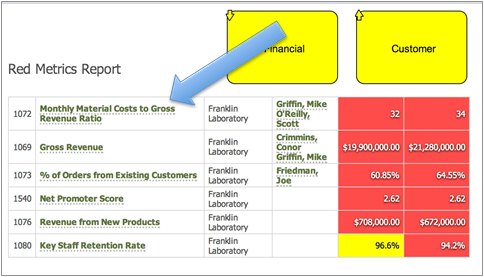 Financial
Customer
Red Metrics Report
1072 Monthly Material Costs to Gross Revenue Ratio Franklin Laboratory Griffin, Mike O'Reilly, Scott 32 34
1069 Gross Revenue Franklin Laboratory Crimmins, Conor Griffin, Mike $19,900,000.00 $21,280,000.00
1073 % of Orders from Existing Customers Franklin Laboratory Friedman, Joe 60.85% 64.55%
1540 Net Promoter Score Franklin Laboratory 2.62 2.62
1076 Revenue from New Products Franklin Laboratory $708,000.00 $672,000.00
1080 Key Staff Retention Rate Franklin Laboratory 96.6% 94.2%